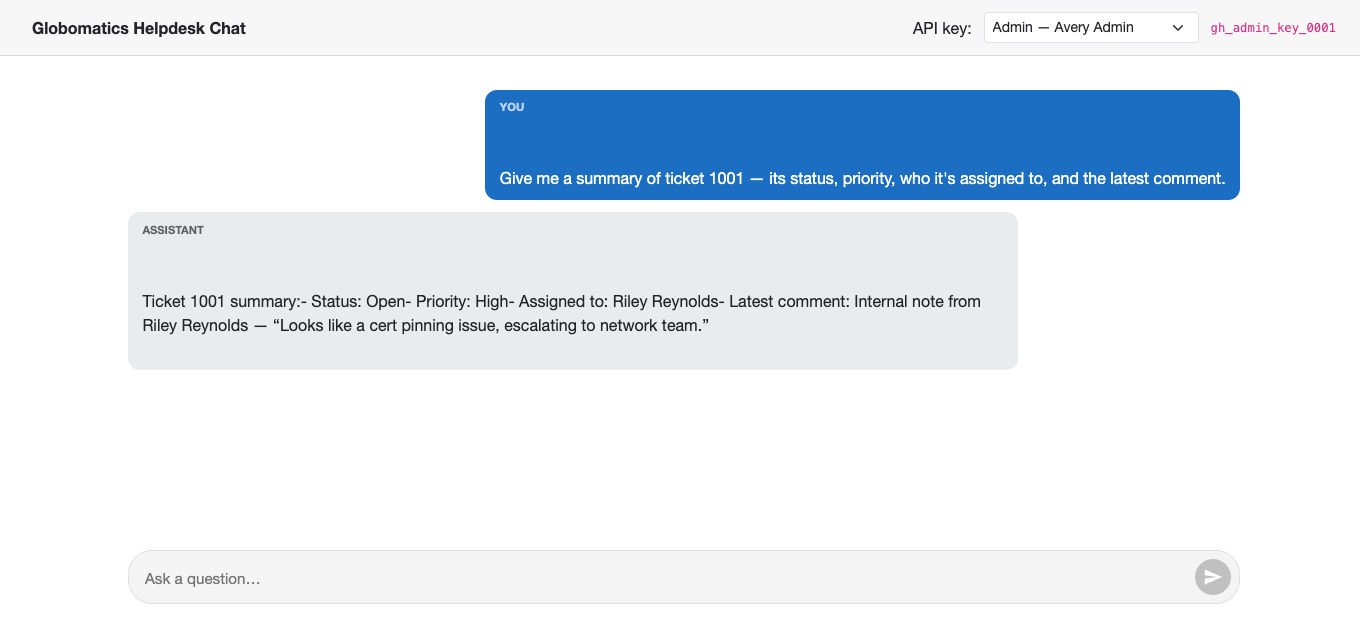 Globomatics Helpdesk Chat
API key:
Admin — Avery Admin
gh_admin_key_0001
YOU
Give me a summary of ticket 1001 — its status, priority, who it's assigned to, and the latest comment.
ASSISTANT
Ticket 1001 summary:- Status: Open- Priority: High- Assigned to: Riley Reynolds- Latest comment: Internal note from
Riley Reynolds — “Looks like a cert pinning issue, escalating to network team.”
Ask a question…